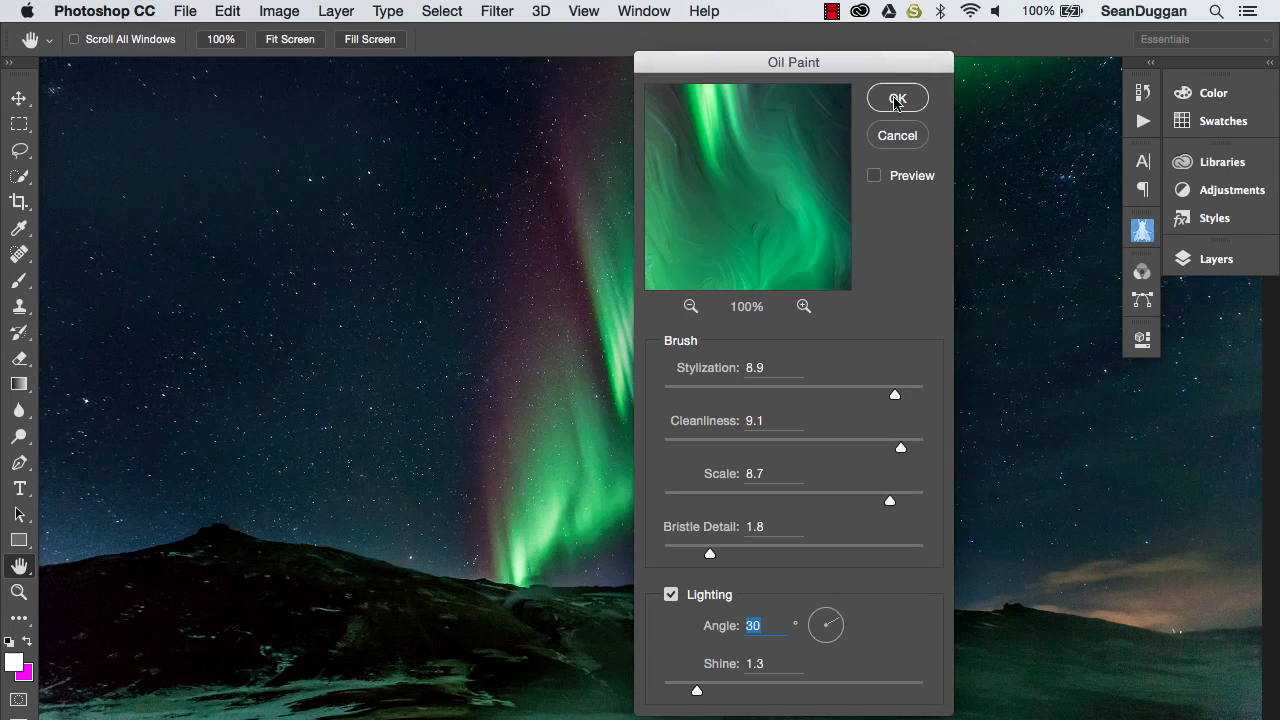 Photoshop CC File Edit Image Layer Type Select Filter 3D View Window Help 100% SeanDuggan
Scroll All Windows 100% Fit Screen Fill Screen Essentials
Oil Paint
OK
Cancel
Preview
100%
Brush
Stylization: 8.9
Cleanliness: 9.1
Scale: 8.7
Bristle Detail: 1.8
Lighting
Angle: 30 °
Shine: 1.3
Color
Swatches
Libraries
Adjustments
Styles
Layers